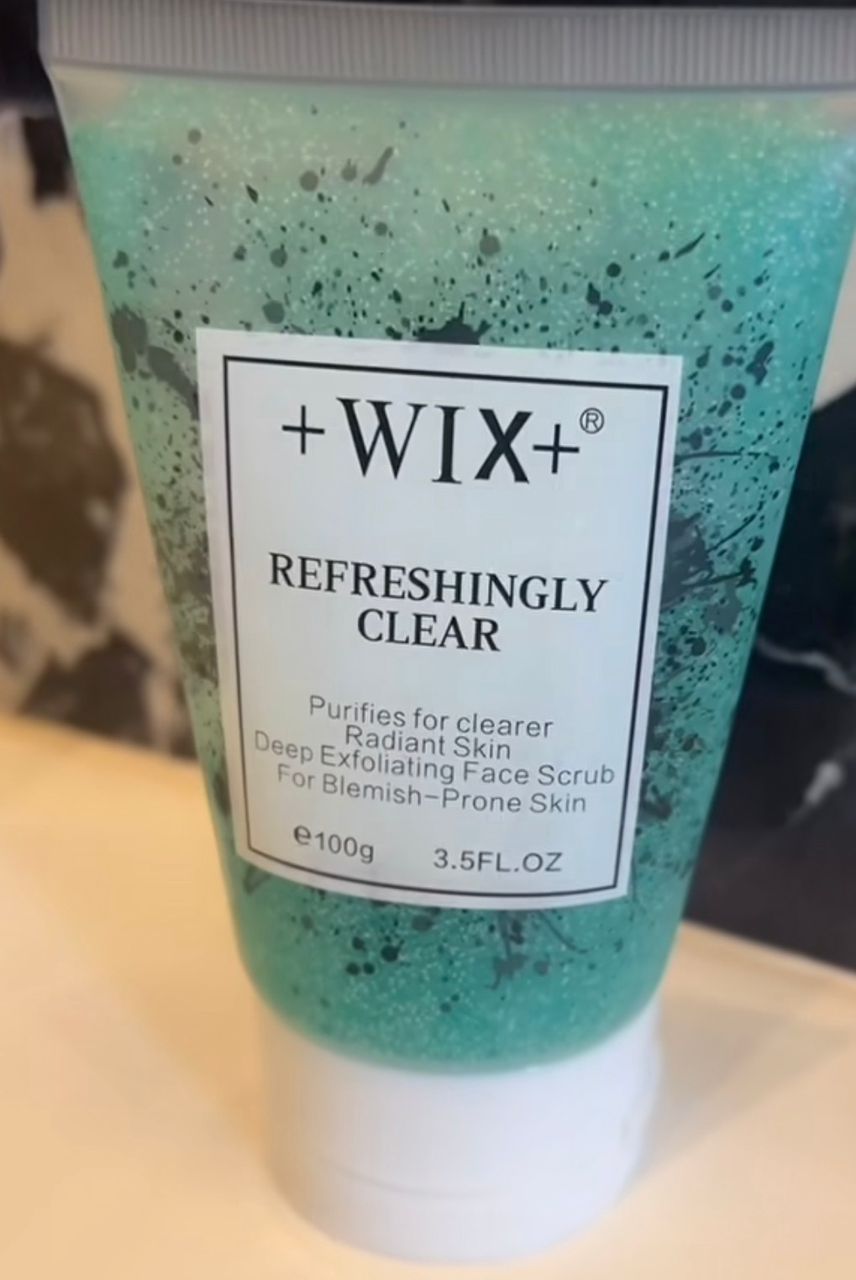 +WIX+®
REFRESHINGLY
CLEAR
Purifies for clearer
Radiant Skin
Deep Exfoliating Face Scrub
For Blemish-Prone Skin
e100g 3.5FL.OZ